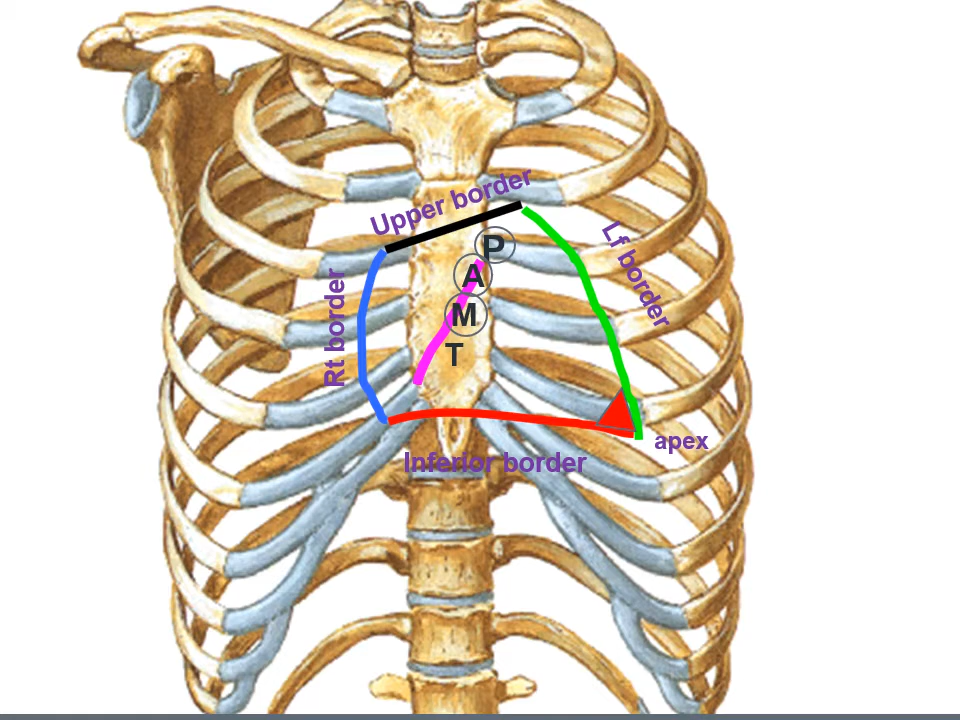 Upper border
P
Lf border
A
Rt border
M
T
apex
Inferior border